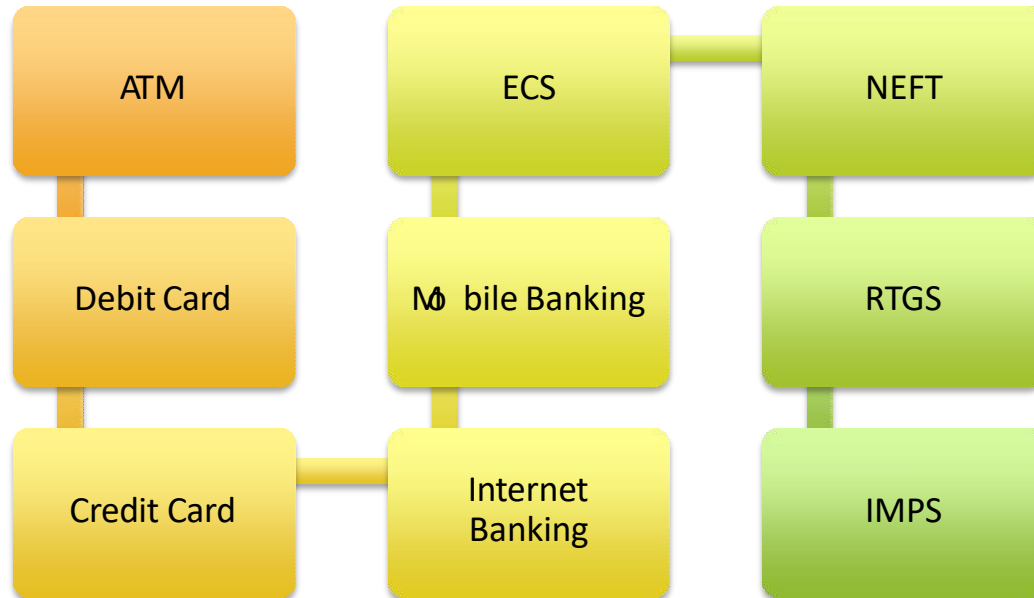 ATM
Debit Card
Credit Card
Internet
Banking
Mobile Banking
ECS
NEFT
RTGS
IMPS